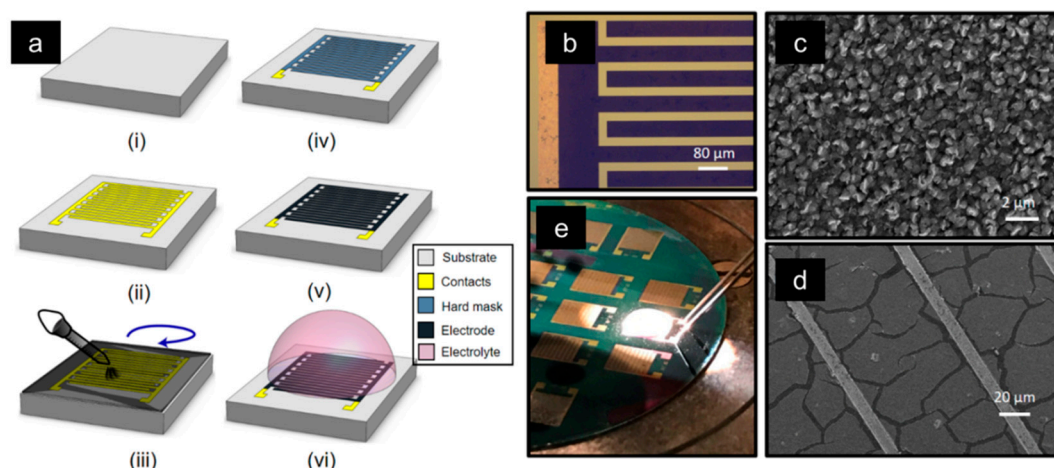 a
(i)
(iv)
(ii)
(v)
(iii)
(vi)
Substrate
Contacts
Hard mask
Electrode
Electrolyte
b
80 μm
c
2 μm
e
d
20 μm